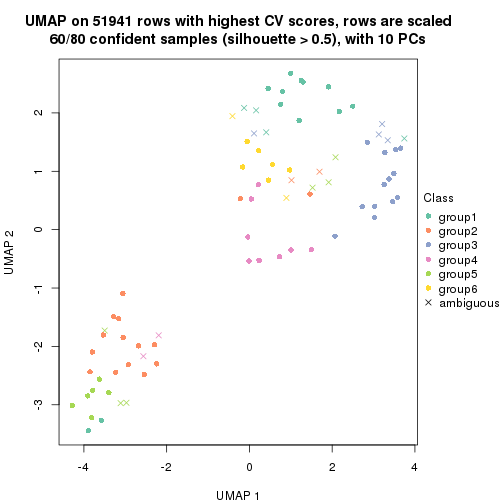 UMAP on 51941 rows with highest CV scores, rows are scaled
60/80 confident samples (silhouette > 0.5), with 10 PCs
2
1
0
-1
-2
-3
UMAP 2
-4
-2
0
2
4
UMAP 1
Class
group1
group2
group3
group4
group5
group6
ambiguous